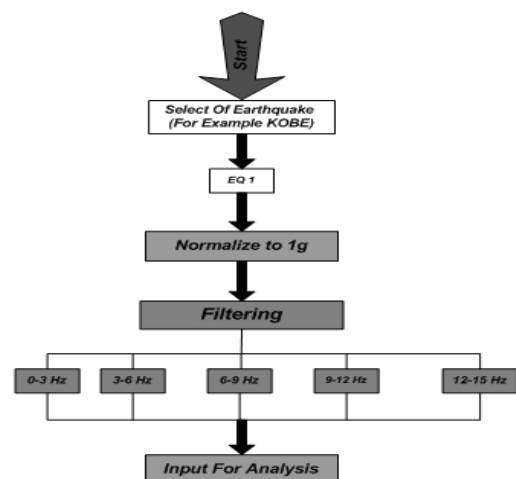 Start
Select Of Earthquake
(For Example KOBE)
EQ 1
Normalize to 1g
Filtering
0-3 Hz
3-6 Hz
6-9 Hz
9-12 Hz
12-15 Hz
Input For Analysis